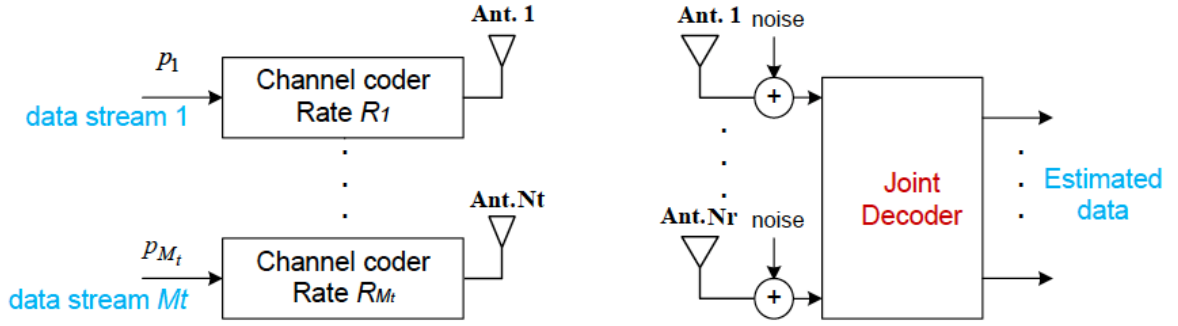 Ant. 1
p1
Channel coder
Rate R1
data stream 1
.
.
.
Ant.Nt
pMt
Channel coder
Rate RMt
data stream Mt
Ant. 1
noise
+
.
.
.
Ant.Nr
noise
+
Joint
Decoder
.
.
.
Estimated
data